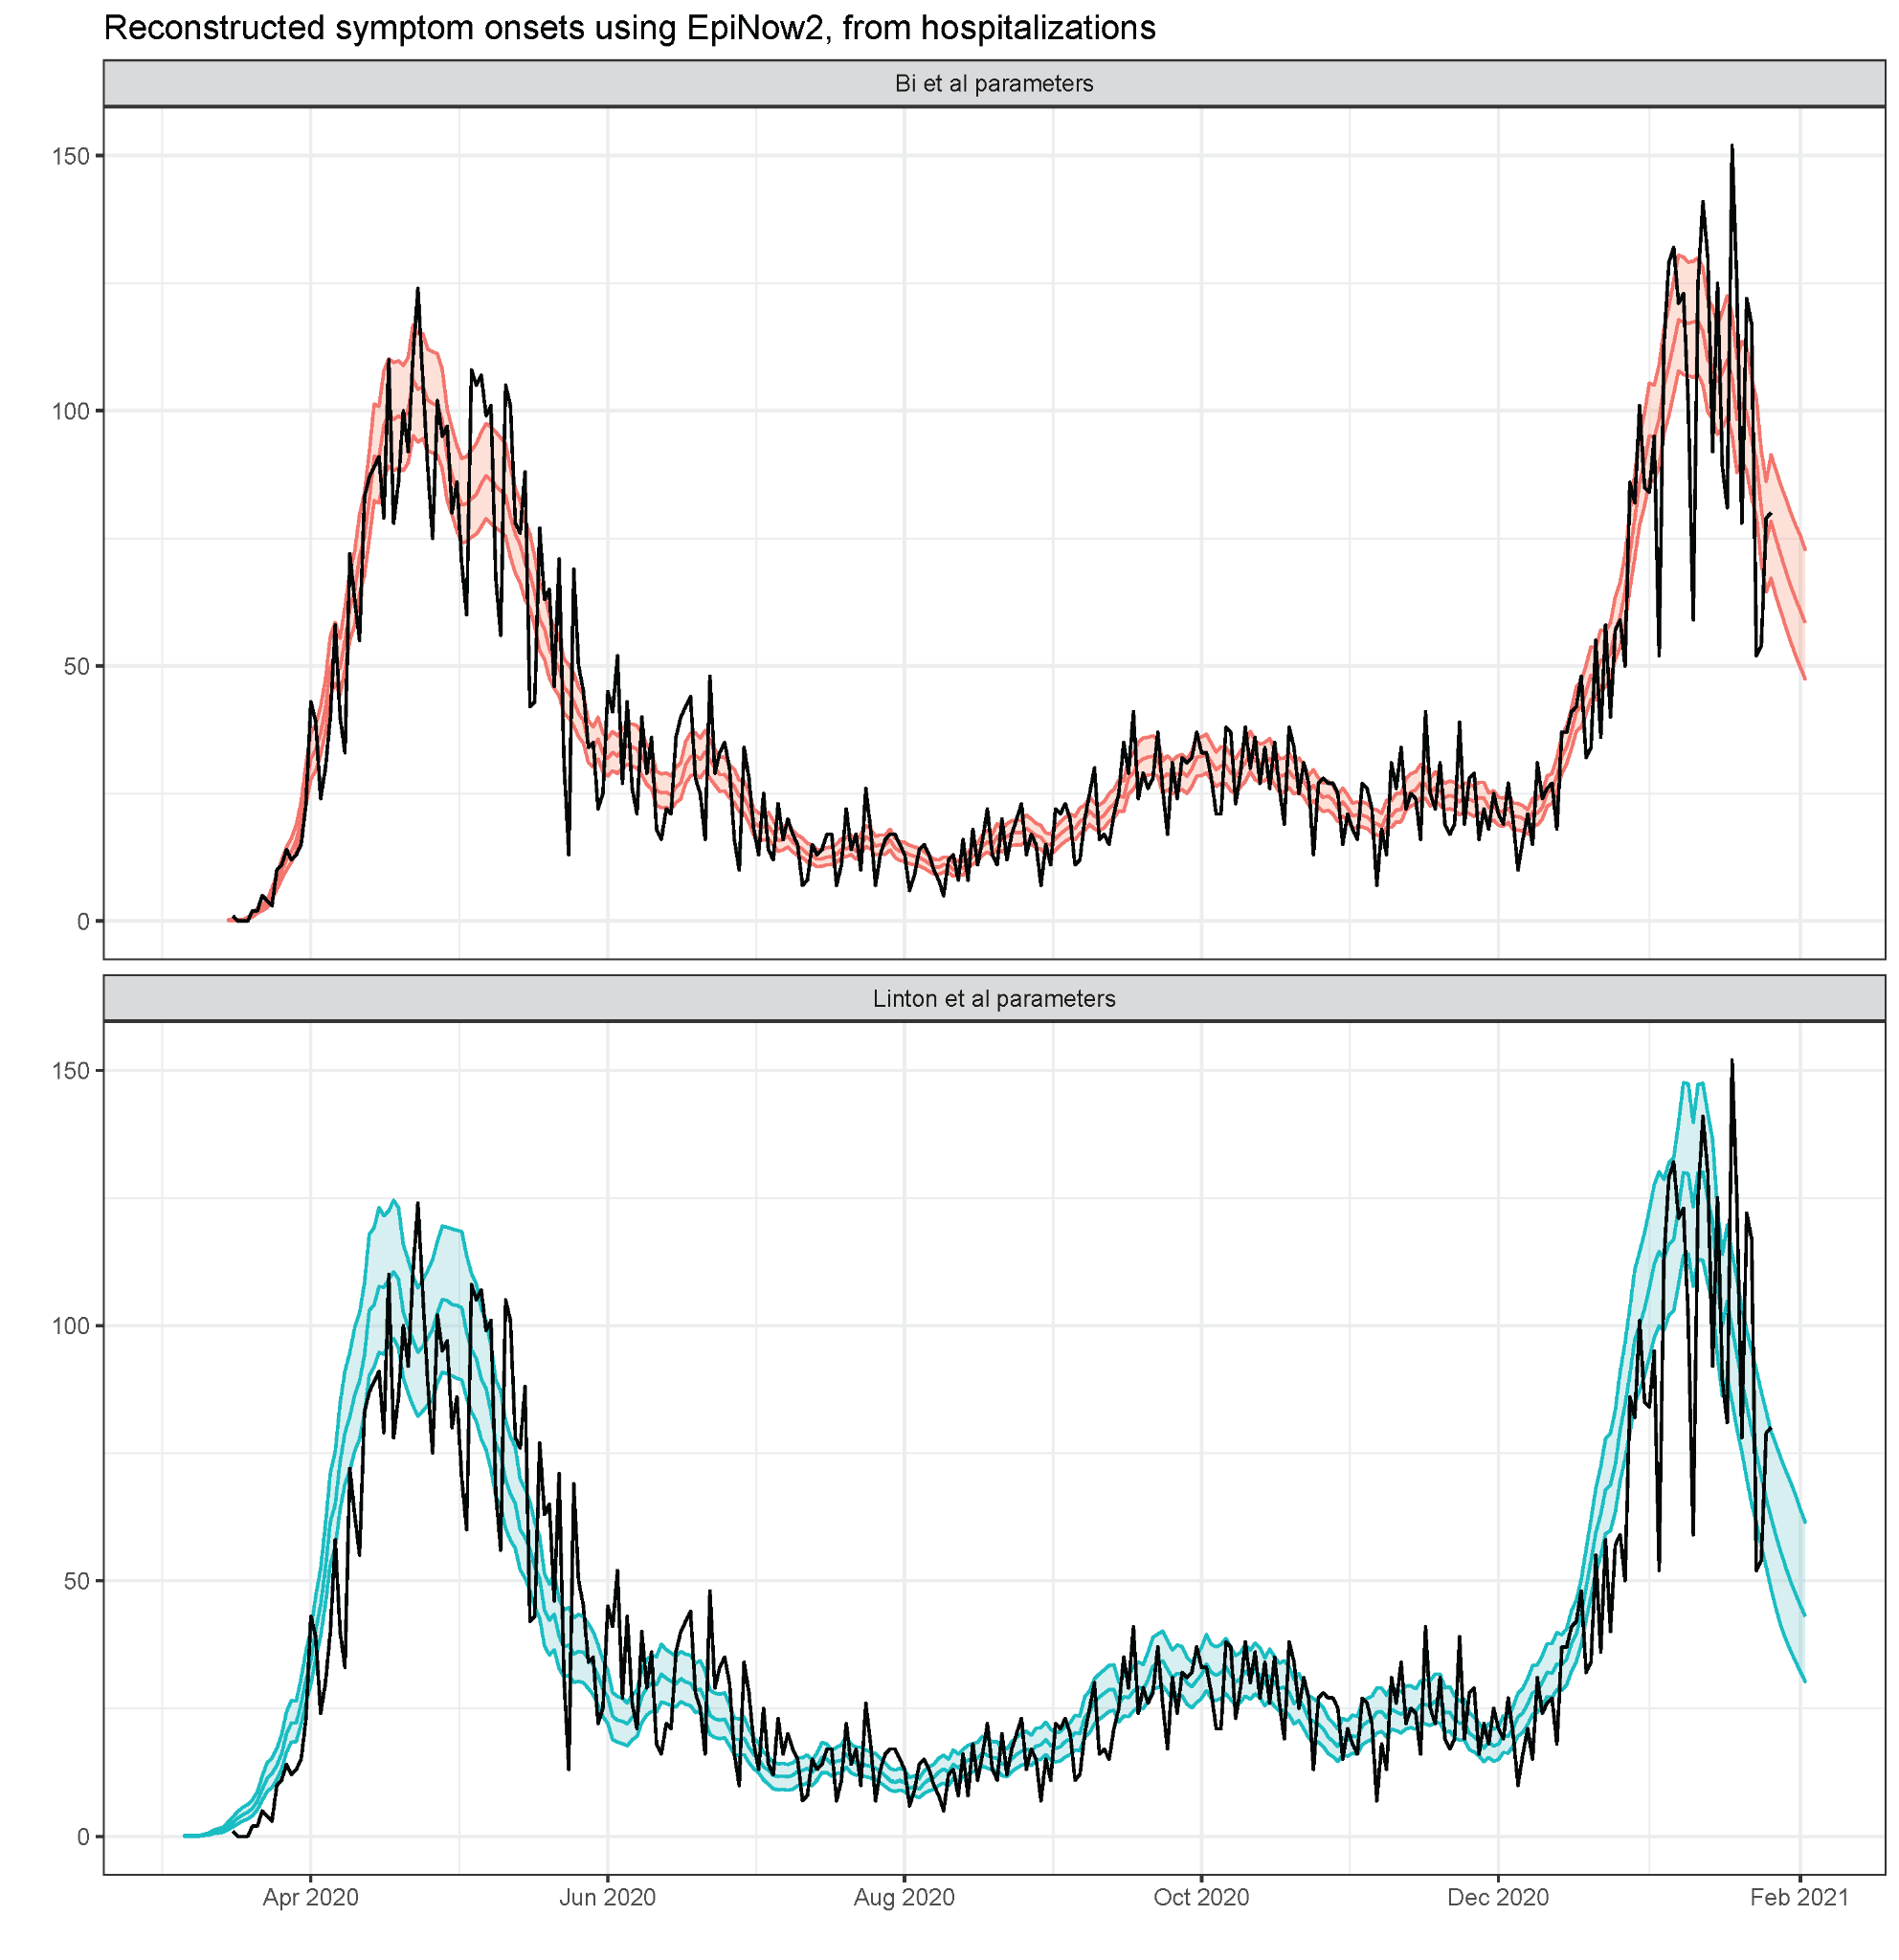 Reconstructed symptom onsets using EpiNow2, from hospitalizations
Bi et al parameters
150
100
50
0
Linton et al parameters
150
100
50
0
Apr 2020 Jun 2020 Aug 2020 Oct 2020 Dec 2020 Feb 2021